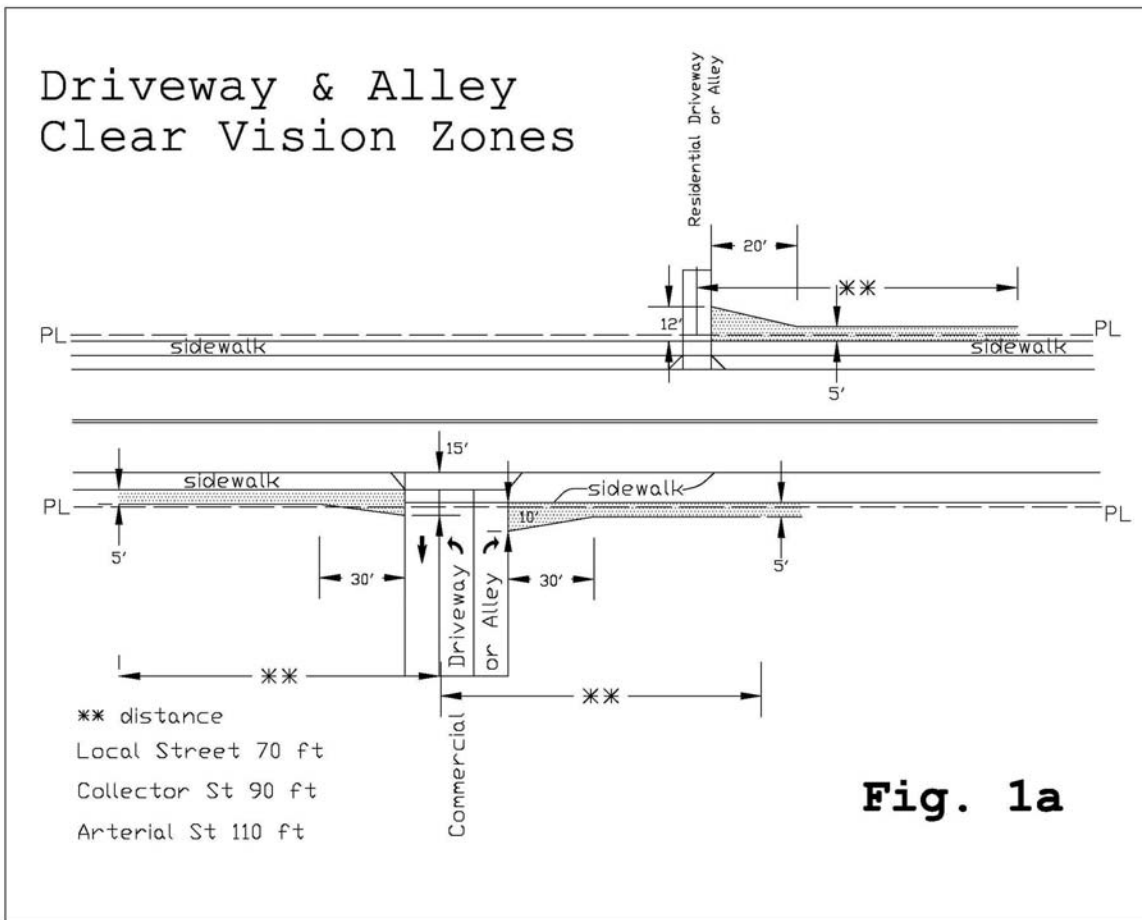 Driveway & Alley
Clear Vision Zones
Residential Driveway
or Alley
20'
**
12'
PL
PL
sidewalk
sidewalk
5'
15'
sidewalk
sidewalk
PL
10'
PL
5'
5'
30'
30'
Driveway
or Alley
**
**
Commercial
** distance
Local Street 70 ft
Collector St 90 ft
Arterial St 110 ft
Fig. 1a